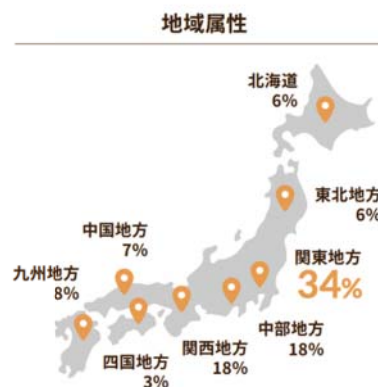 地域属性
北海道
6%
東北地方
6%
中国地方
7%
関東地方
34%
九州地方
8%
中部地方
18%
関西地方
18%
四国地方
3%